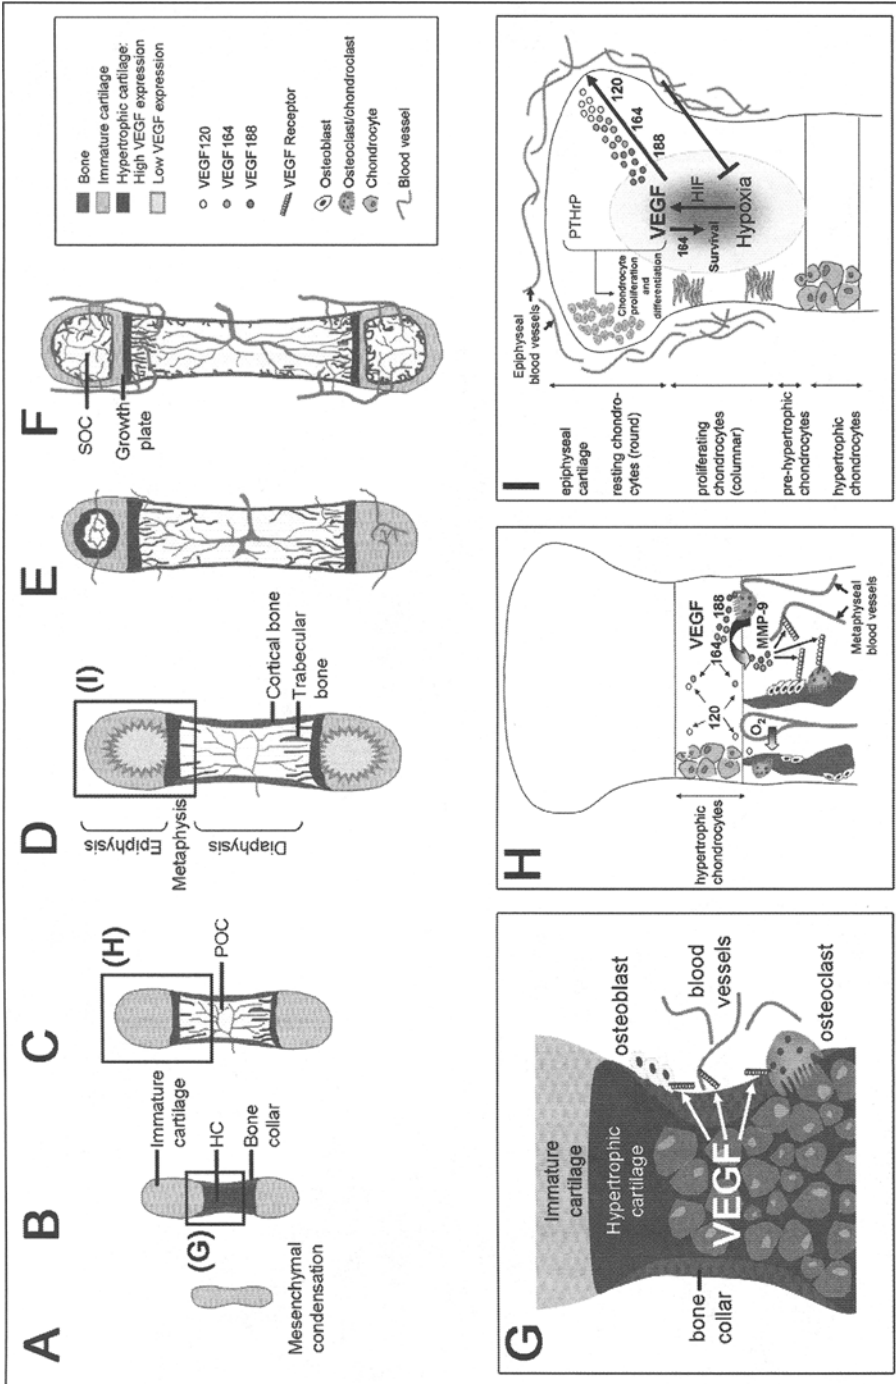 A
Mesenchymal
condensation
B
(G)
Immature
cartilage
HC
Bone
collar
C
(H)
POC
D
(I)
Epiphysis
Metaphysis
Diaphysis
Cortical bone
Trabecular
bone
E
F
SOC
Growth
plate
Bone
Immature cartilage
Hypertrophic cartilage:
High VEGF expression
Low VEGF expression
VEGF120
VEGF164
VEGF188
VEGF Receptor
Osteoblast
Osteoclast/chondroclast
Chondrocyte
Blood vessel
G
Immature
cartilage
Hypertrophic
cartilage
VEGF
bone
collar
osteoblast
blood
vessels
osteoclast
H
hypertrophic
chondrocytes
VEGF
120
164
188
MMP-9
O2
Metaphyseal
blood vessels
I
epiphyseal
cartilage
resting chondro-
cytes (round)
proliferating
chondrocytes
(columnar)
pre-hypertrophic
chondrocytes
hypertrophic
chondrocytes
Epiphyseal
blood vessels
PTHrP
Chondrocyte
proliferation
and
differentiation
VEGF
164
Survival
HIF
Hypoxia
188
164
120